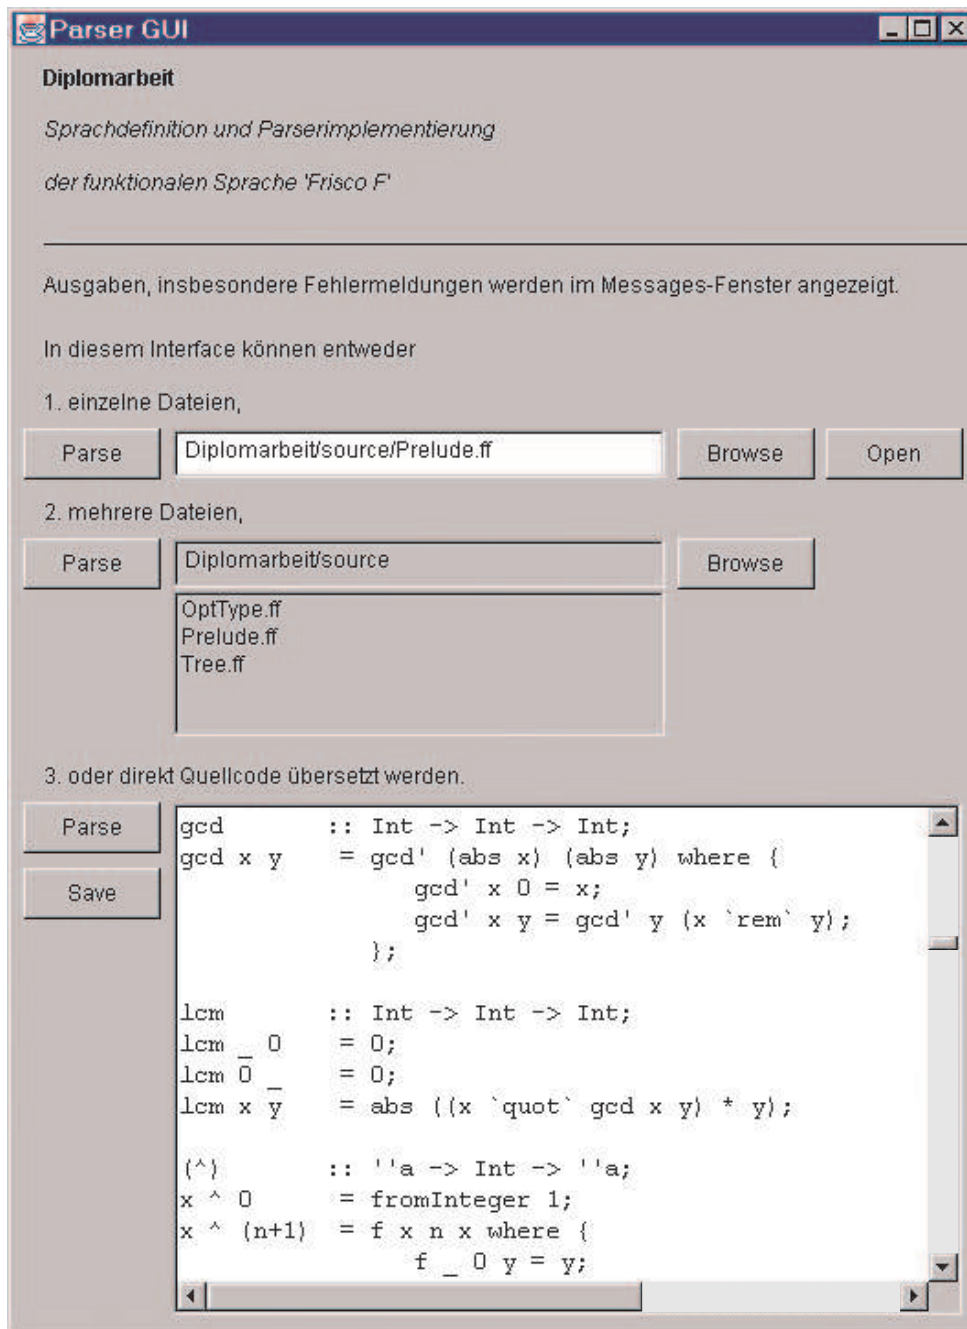 Parser GUI
Diplomarbeit
Sprachdefinition und Parserimplementierung
der funktionalen Sprache 'Frisco F'
Ausgaben, insbesondere Fehlermeldungen werden im Messages-Fenster angezeigt.
In diesem Interface können entweder
1. einzelne Dateien,
Parse Diplomarbeit/source/Prelude.ff Browse Open
2. mehrere Dateien,
Parse Diplomarbeit/source Browse
OptType.ff
Prelude.ff
Tree.ff
3. oder direkt Quellcode übersetzt werden.
Parse
Save
gcd       :: Int -> Int -> Int;
gcd x y    = gcd' (abs x) (abs y) where {
                gcd' x 0 = x;
                gcd' x y = gcd' y (x `rem` y);
             };
lcm       :: Int -> Int -> Int;
lcm _ 0    = 0;
lcm 0 _    = 0;
lcm x y    = abs ((x `quot` gcd x y) * y);
(^)       :: ''a -> Int -> ''a;
x ^ 0      = fromInteger 1;
x ^ (n+1)  = f x n x where {
                f _ 0 y = y;